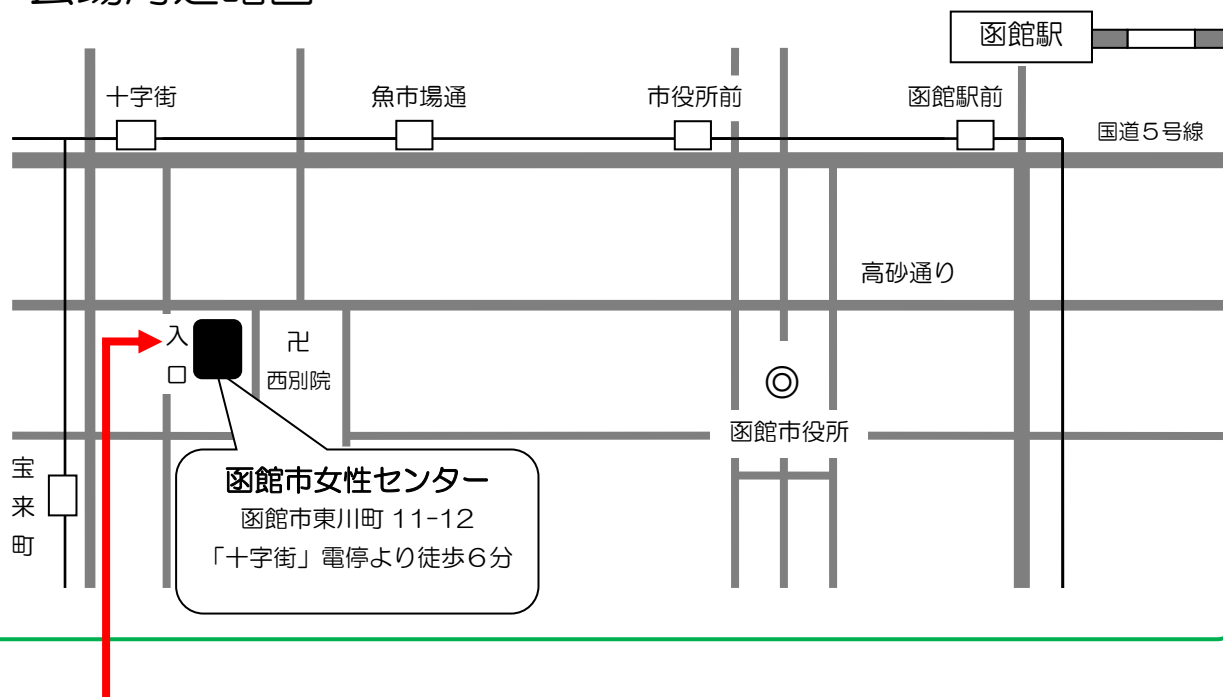 函館駅
十字街
魚市場通
市役所前
函館駅前
国道5号線
高砂通り
入口
卍
西別院
◎
函館市役所
宝来町
函館市女性センター
函館市東川町 11-12
「十字街」電停より徒歩6分